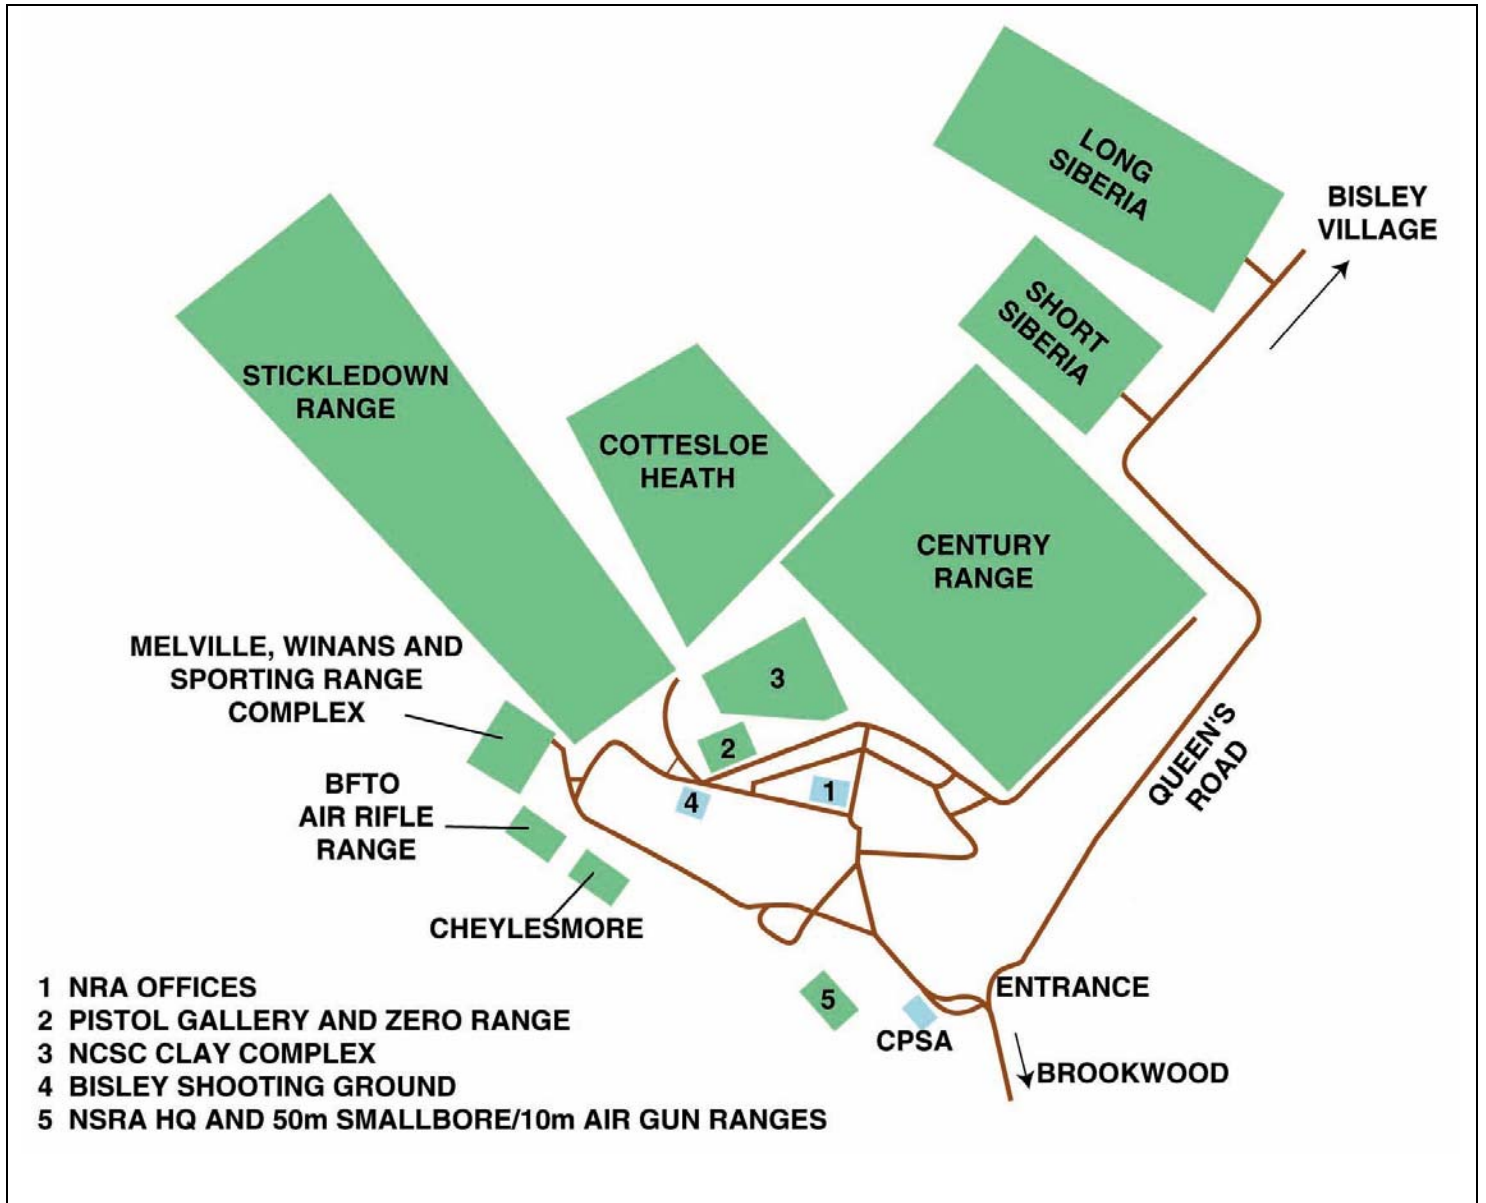 LONG
SIBERIA
BISLEY
VILLAGE
SHORT
SIBERIA
STICKLEDOWN
RANGE
COTTESLOE
HEATH
CENTURY
RANGE
MELVILLE, WINANS AND
SPORTING RANGE
COMPLEX
3
2
QUEEN'S
ROAD
BFTO
AIR RIFLE
RANGE
1
4
CHEYLESMORE
ENTRANCE
5
CPSA
BROOKWOOD
1 NRA OFFICES
2 PISTOL GALLERY AND ZERO RANGE
3 NCSC CLAY COMPLEX
4 BISLEY SHOOTING GROUND
5 NSRA HQ AND 50m SMALLBORE/10m AIR GUN RANGES